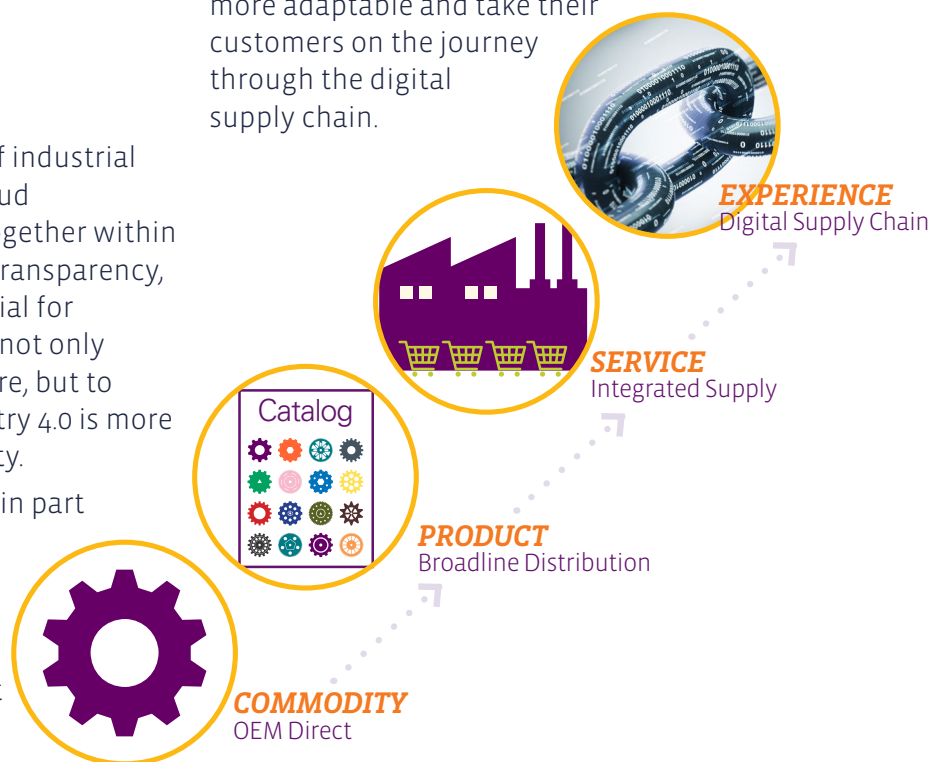 more adaptable and take their
customers on the journey
through the digital
supply chain.
f industrial
ud
ogether within
ransparency,
ial for
not only
re, but to
try 4.0 is more
ty.
in part
EXPERIENCE
Digital Supply Chain
SERVICE
Integrated Supply
Catalog
PRODUCT
Broadline Distribution
COMMODITY
OEM Direct